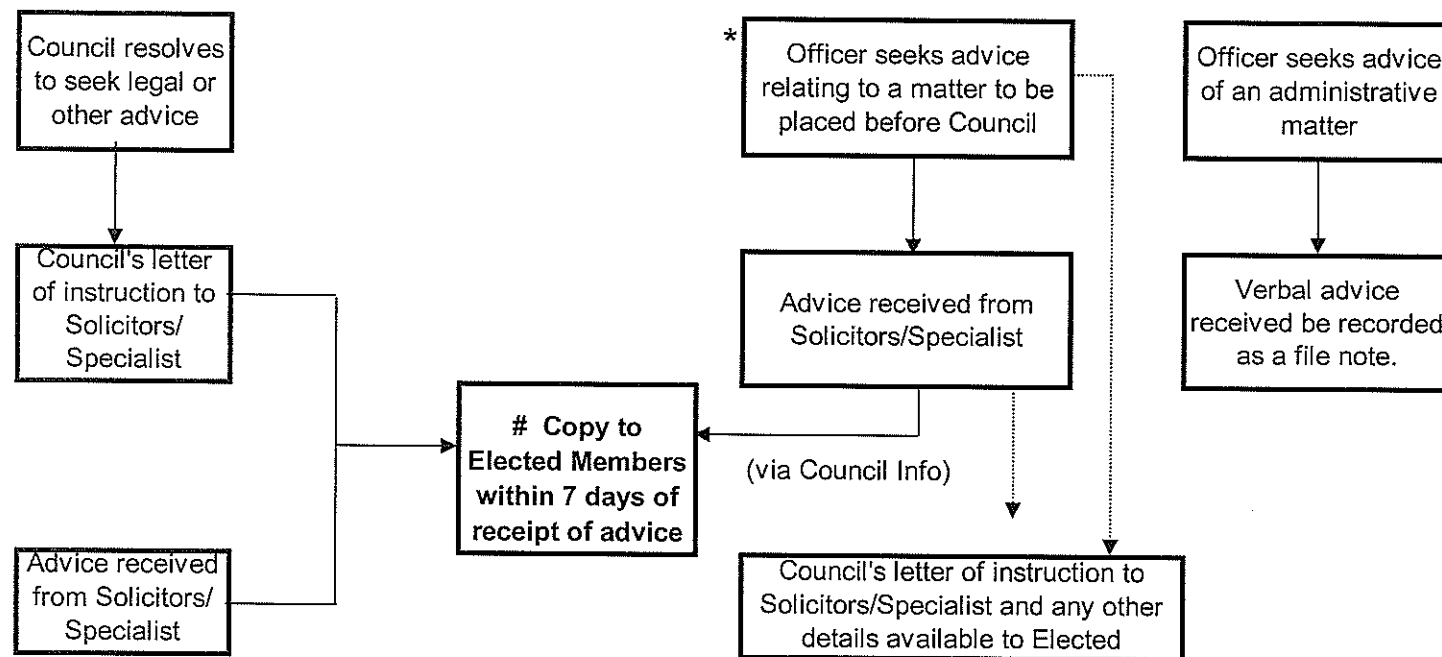 Council resolves
to seek legal or
other advice
Council's letter
of instruction to
Solicitors/
Specialist
Advice received
from Solicitors/
Specialist
# Copy to
Elected Members
within 7 days of
receipt of advice
*
Officer seeks advice
relating to a matter to be
placed before Council
Advice received from
Solicitors/Specialist
(via Council Info)
Council's letter of instruction to
Solicitors/Specialist and any other
details available to Elected
Officer seeks advice
of an administrative
matter
Verbal advice
received be recorded
as a file note.